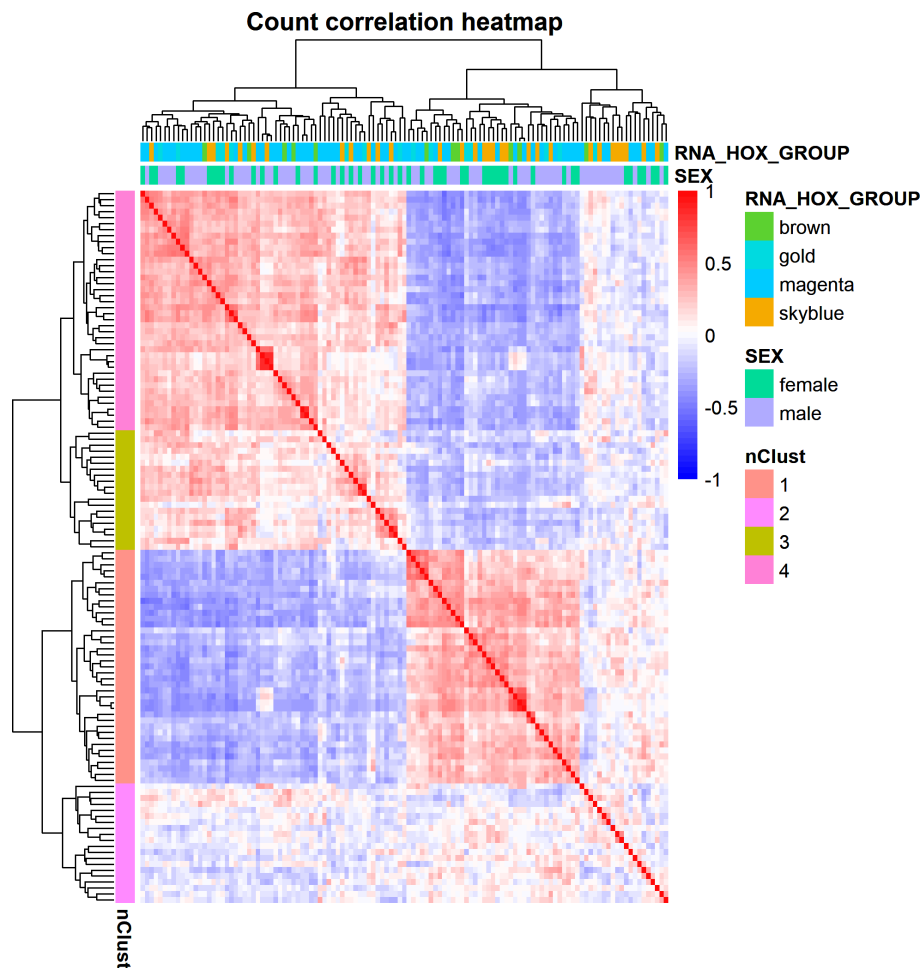 Count correlation heatmap
RNA_HOX_GROUP
SEX
1
0.5
0
-0.5
-1
RNA_HOX_GROUP
brown
gold
magenta
skyblue
SEX
female
male
nClust
1
2
3
4
nClust